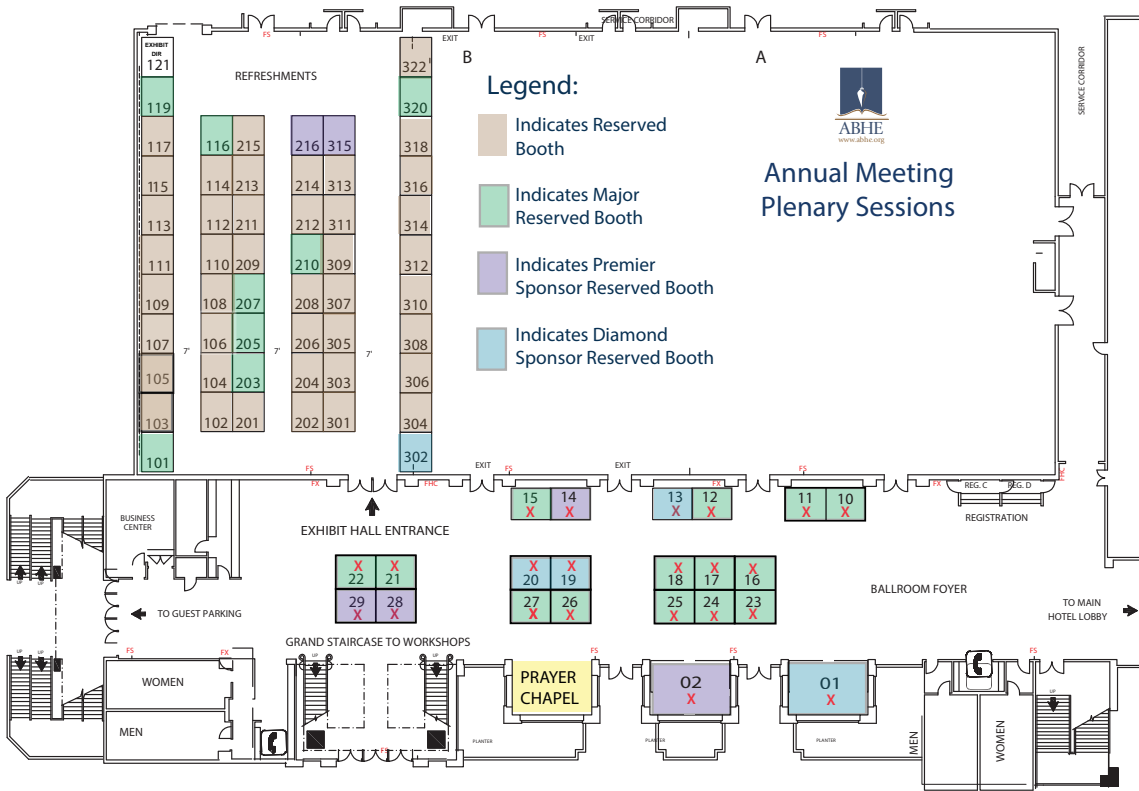 SERVICE CORRIDOR
FS
EXIT
FS
EXIT
FS
EXHIBIT
DIR
121
322
B
A
REFRESHMENTS
SERVICE CORRIDOR
Legend:
119
320
ABHE
www.abhe.org
Indicates Reserved
Booth
117
116 215
216 315
318
Annual Meeting
Plenary Sessions
115
114 213
214 313
316
Indicates Major
Reserved Booth
113
112 211
212 311
314
111
110 209
210 309
312
Indicates Premier
Sponsor Reserved Booth
109
108 207
208 307
310
107
106 205
206 305
308
7'
7'
7'
Indicates Diamond
Sponsor Reserved Booth
105
104 203
204 303
306
103
102 201
202 301
304
101
302
EXIT
EXIT
FS
FX
FHC
FS
FX
FS
FX
FHC
REG. C
REG. D
REGISTRATION
15
X
14
X
13
X
12
X
11
X
10
X
BUSINESS
CENTER
EXHIBIT HALL ENTRANCE
X
22
X
21
X
20
X
19
X
18
X
17
X
16
29
X
28
X
27
X
26
X
25
X
24
X
23
X
BALLROOM FOYER
UP
UP
TO GUEST PARKING
TO MAIN
HOTEL LOBBY
GRAND STAIRCASE TO WORKSHOPS
UP
UP
FS
FX
UP
UP
FS
FS
FS
WOMEN
MEN
PRAYER
CHAPEL
02
X
01
X
UP
PLANTER
PLANTER
PLANTER
FS
MEN
WOMEN